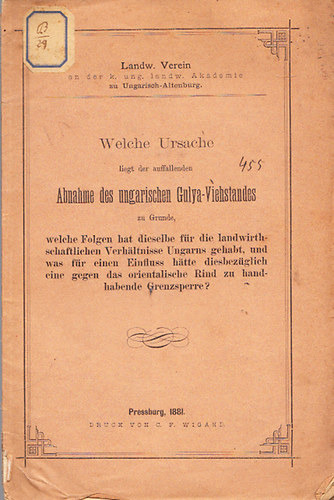 B
29.
Landw. Verein
an der k. ung. landw. Akademie
zu Ungarisch-Altenburg.
Welche Ursache
liegt der auffallenden
455
Abnahme des ungarischen Gulya-Viehstandes
zu Grunde,
welche Folgen hat dieselbe für die landwirth-
schaftlichen Verhältnisse Ungarns gehabt, und
was für einen Einfluss hätte diesbezüglich
eine gegen das orientalische Rind zu hand-
habende Grenzsperre?
Pressburg, 1881.
DRUCK VON C. F. WIGAND.